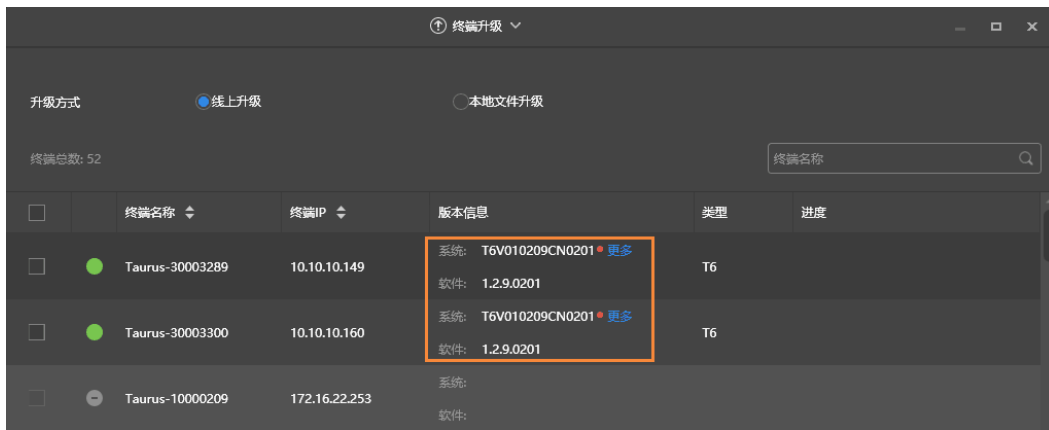 终端升级
升级方式 线上升级 本地文件升级
终端总数: 52 终端名称
终端名称 终端IP 版本信息 类型 进度
系统: T6V010209CN0201 更多
Taurus-30003289 10.10.10.149 T6
软件: 1.2.9.0201
系统: T6V010209CN0201 更多
Taurus-30003300 10.10.10.160 T6
软件: 1.2.9.0201
系统:
Taurus-10000209 172.16.22.253
软件: